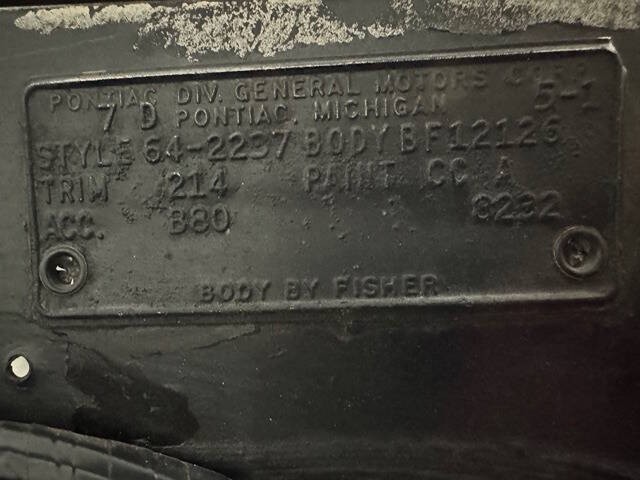 PONTIAC DIV. GENERAL MOTORS CORP.
7 D PONTIAC, MICHIGAN 5-1
STYLE 64-2237 BODY BF12126
TRIM 214 PAINT CC A
ACC. B80 8232
BODY BY FISHER